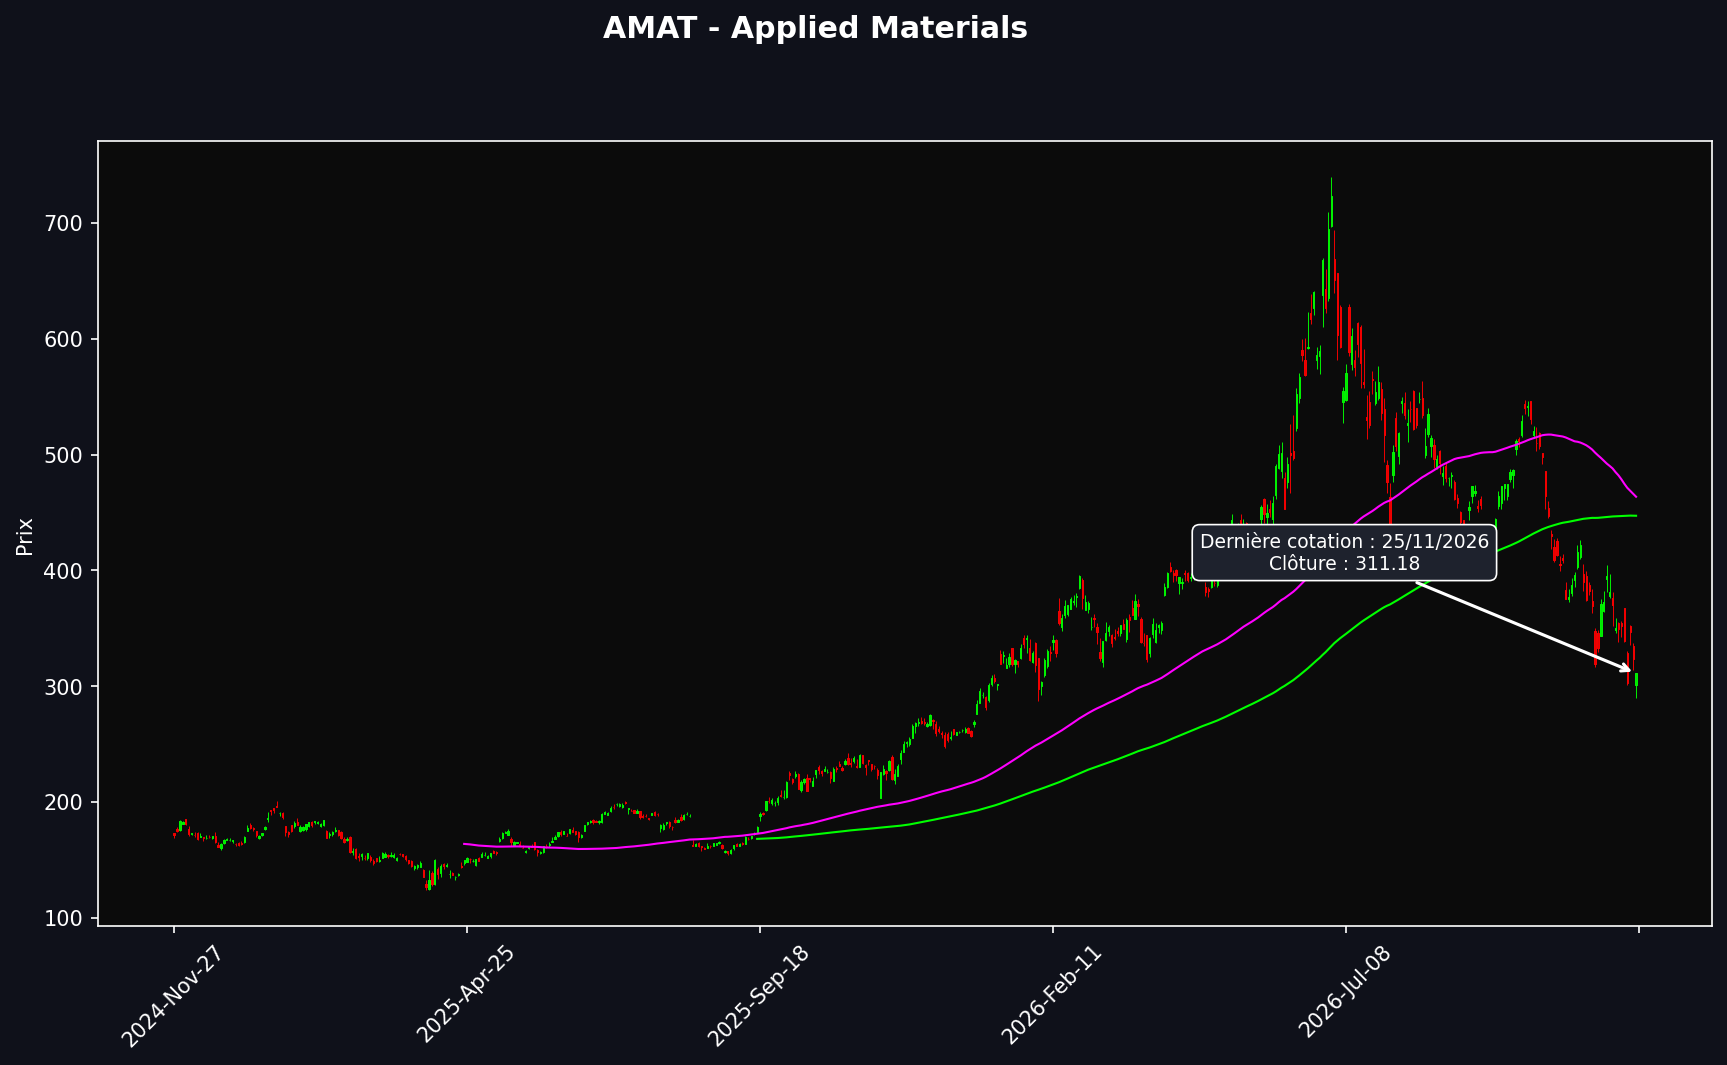 AMAT - Applied Materials
Prix
700
600
500
400
300
200
100
Dernière cotation : 25/11/2026
Clôture : 311.18
2024-Nov-27
2025-Apr-25
2025-Sep-18
2026-Feb-11
2026-Jul-08